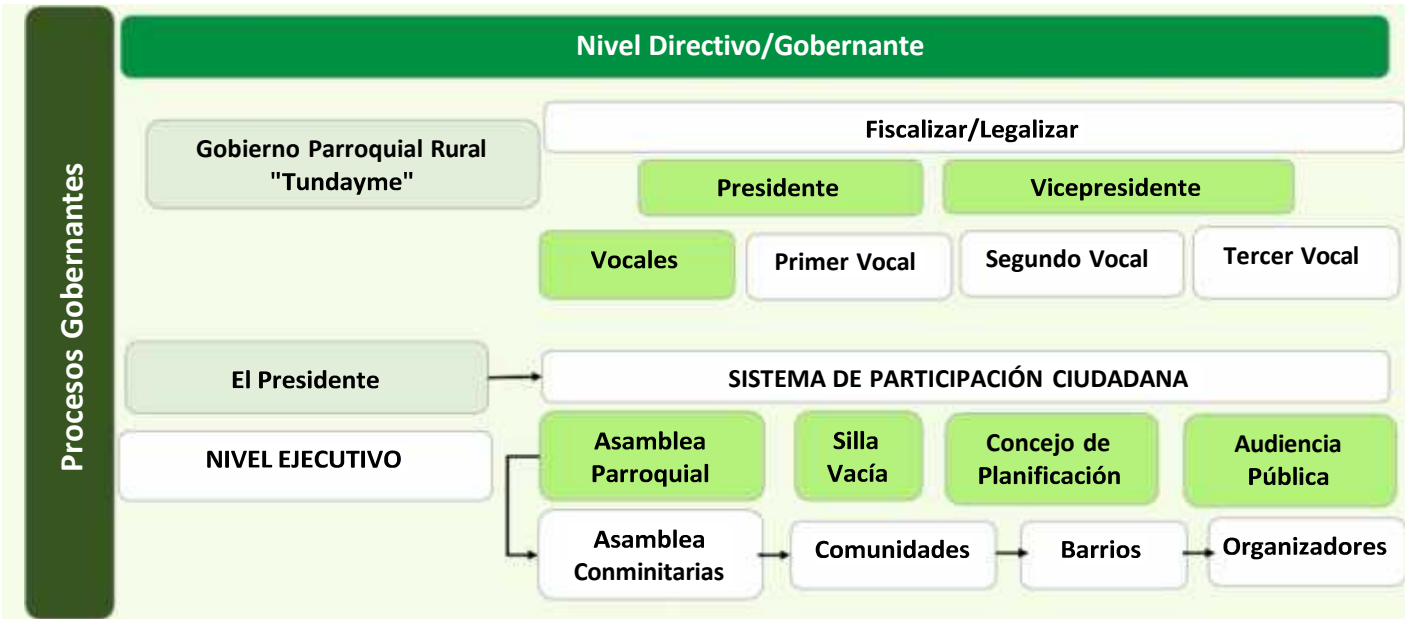 Procesos Gobernantes
Nivel Directivo/Gobernante
Gobierno Parroquial Rural
"Tundayme"
Fiscalizar/Legalizar
Presidente
Vicepresidente
Vocales
Primer Vocal
Segundo Vocal
Tercer Vocal
El Presidente
SISTEMA DE PARTICIPACIÓN CIUDADANA
NIVEL EJECUTIVO
Asamblea
Parroquial
Silla
Vacía
Concejo de
Planificación
Audiencia
Pública
Asamblea
Conminitarias
Comunidades
Barrios
Organizadores